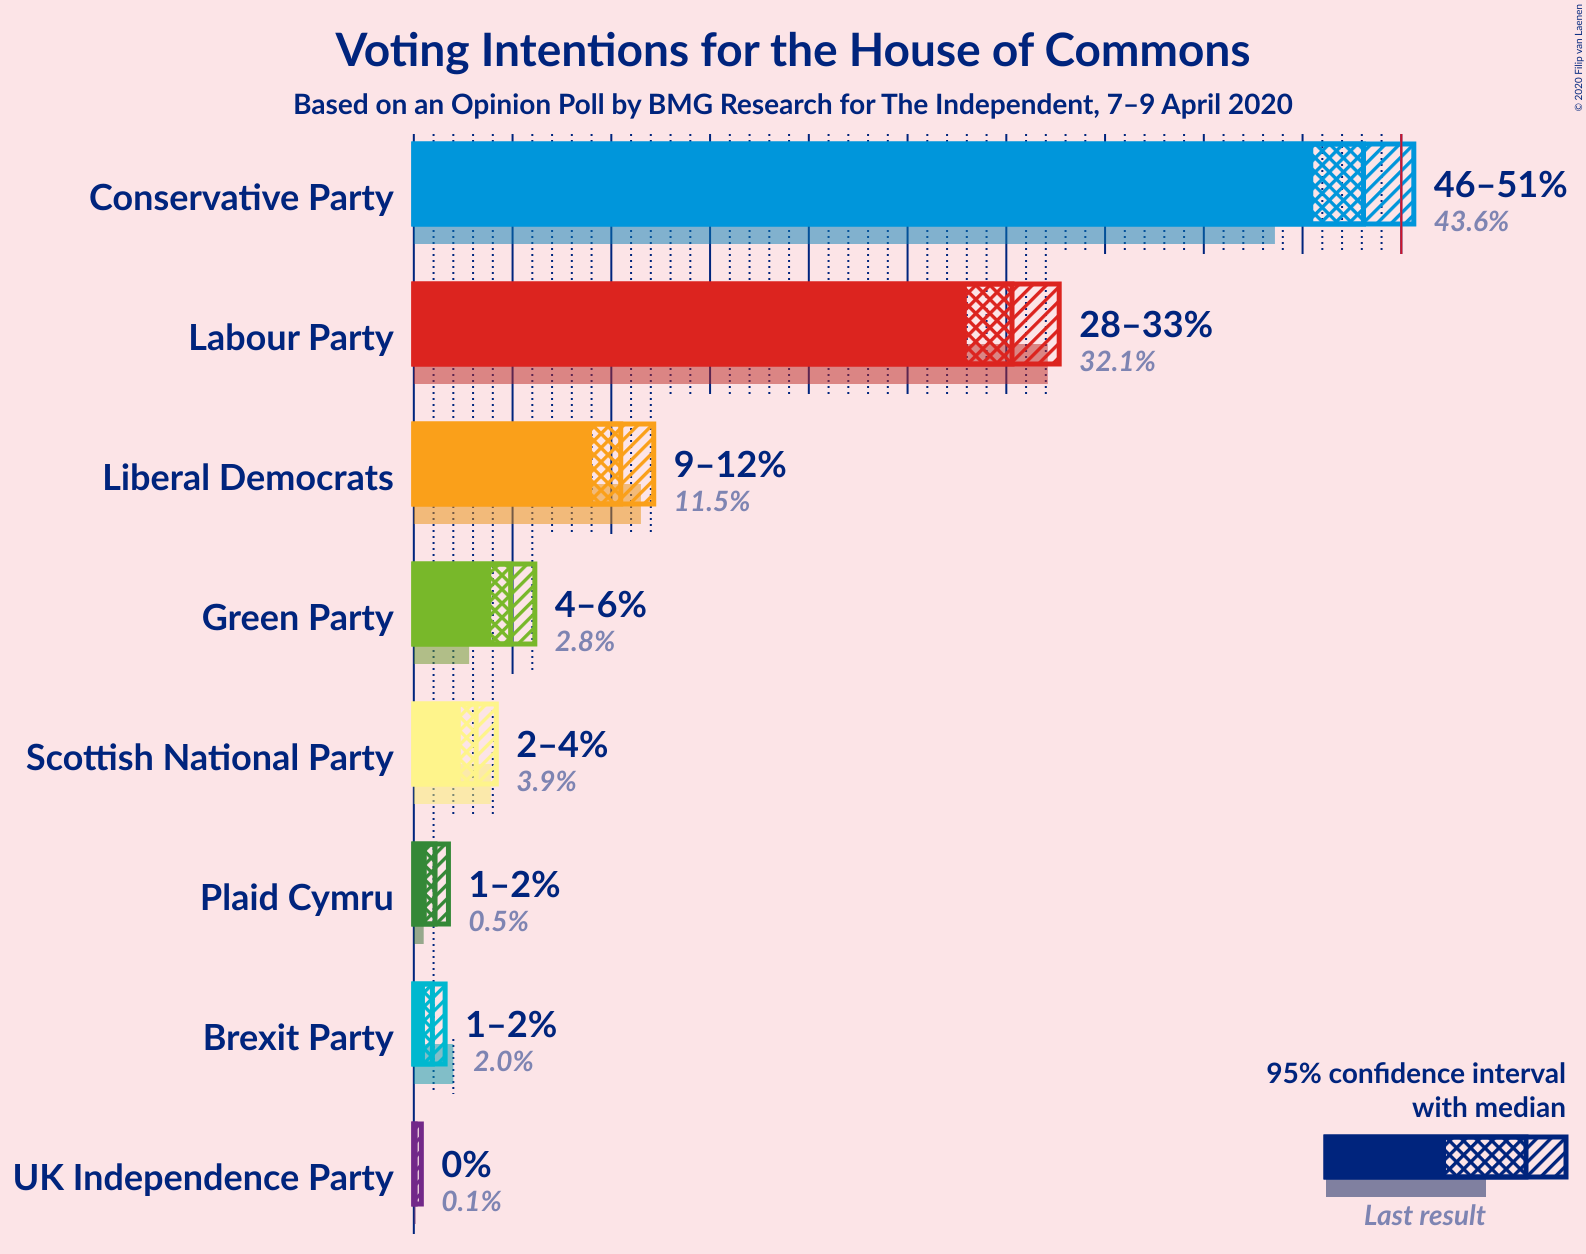 Voting Intentions for the House of Commons
Based on an Opinion Poll by BMG Research for The Independent, 7–9 April 2020
© 2020 Filip van Laenen
Conservative Party
46–51%
43.6%
Labour Party
28–33%
32.1%
Liberal Democrats
9–12%
11.5%
Green Party
4–6%
2.8%
Scottish National Party
2–4%
3.9%
Plaid Cymru
1–2%
0.5%
Brexit Party
1–2%
2.0%
UK Independence Party
0%
0.1%
95% confidence interval
with median
Last result